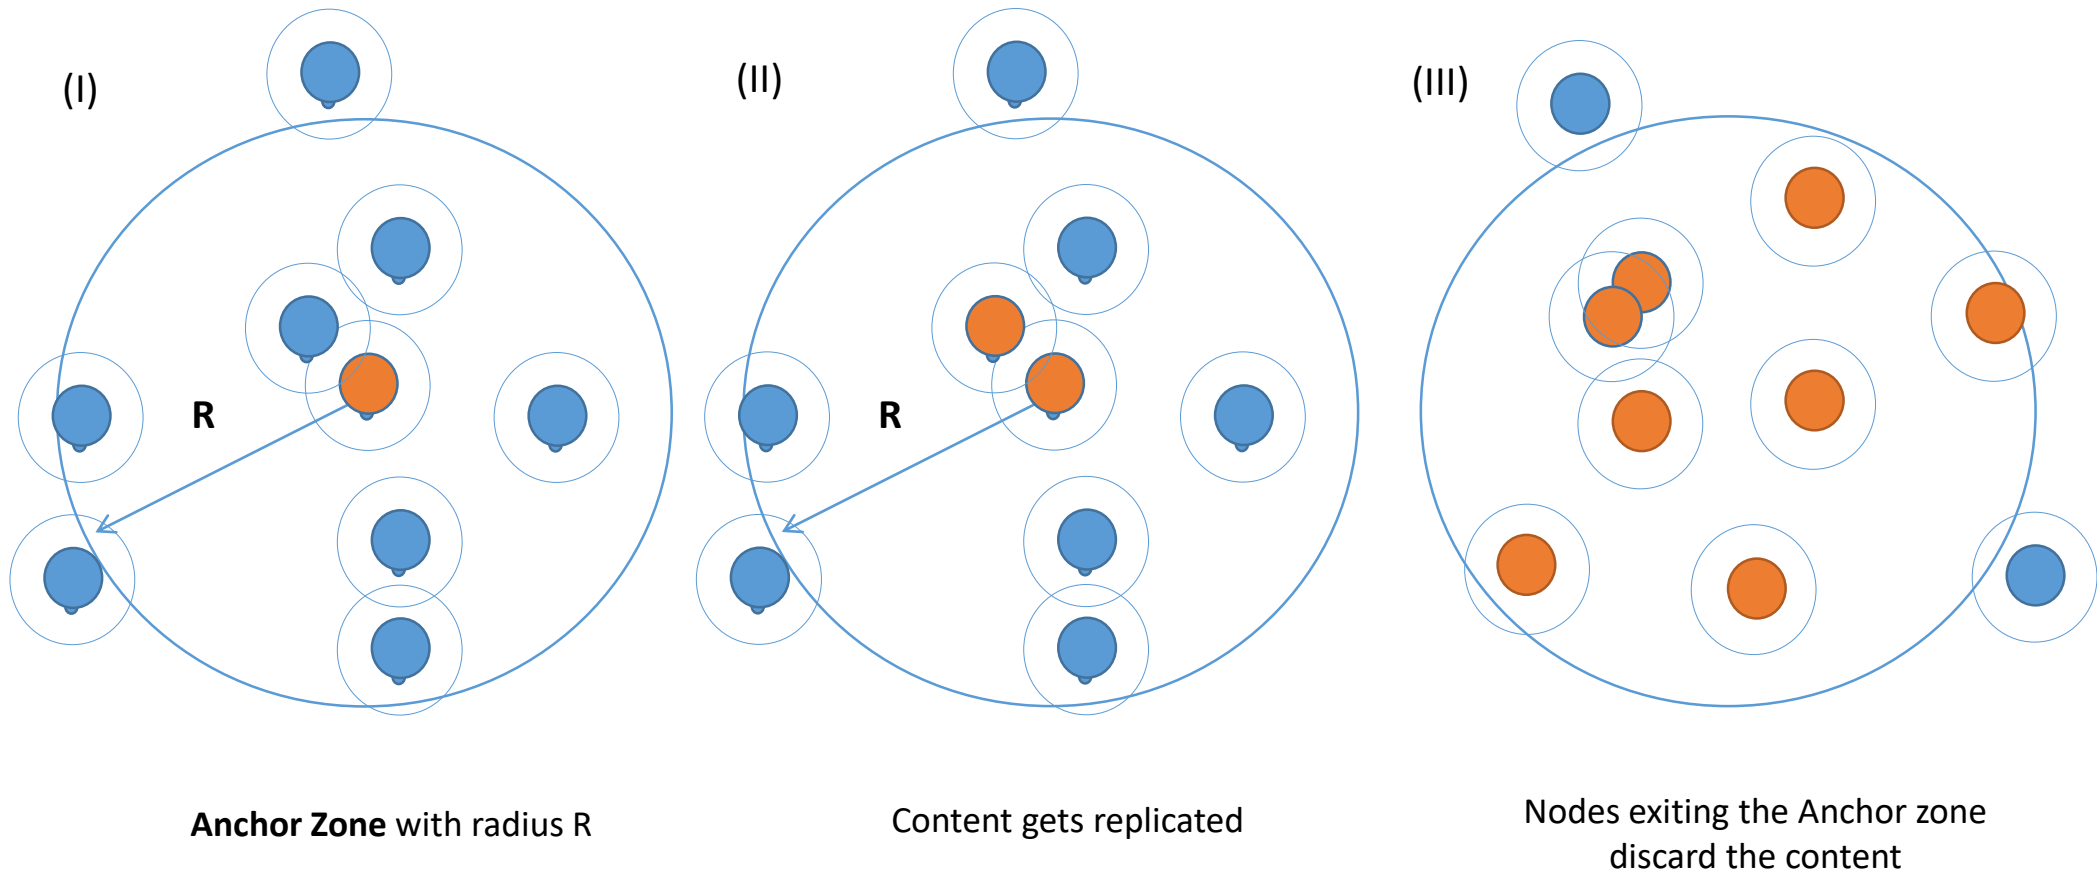 (I)
(II)
(III)
R
R
Anchor Zone with radius R
Content gets replicated
Nodes exiting the Anchor zone
discard the content